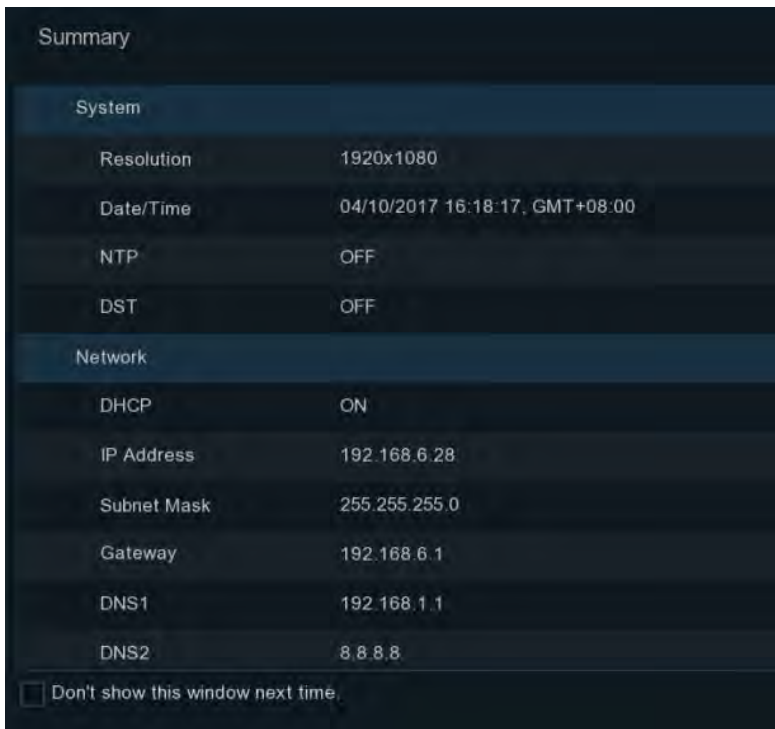 Summary
System
Resolution 1920x1080
Date/Time 04/10/2017 16:18:17, GMT+08:00
NTP OFF
DST OFF
Network
DHCP ON
IP Address 192.168.6.28
Subnet Mask 255.255.255.0
Gateway 192.168.6.1
DNS1 192.168.1.1
DNS2 8.8.8.8
Don't show this window next time.